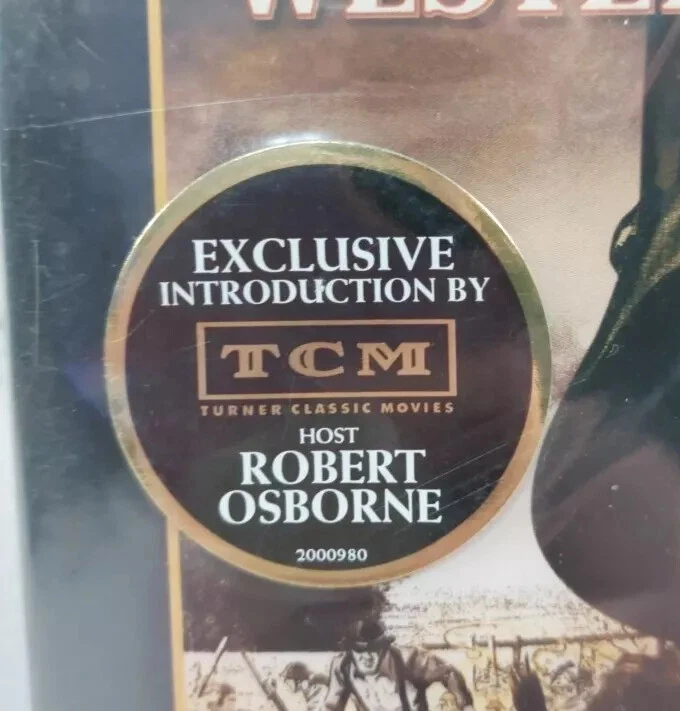 EXCLUSIVE
INTRODUCTION BY
TCM
TURNER CLASSIC MOVIES
HOST
ROBERT
OSBORNE
2000980